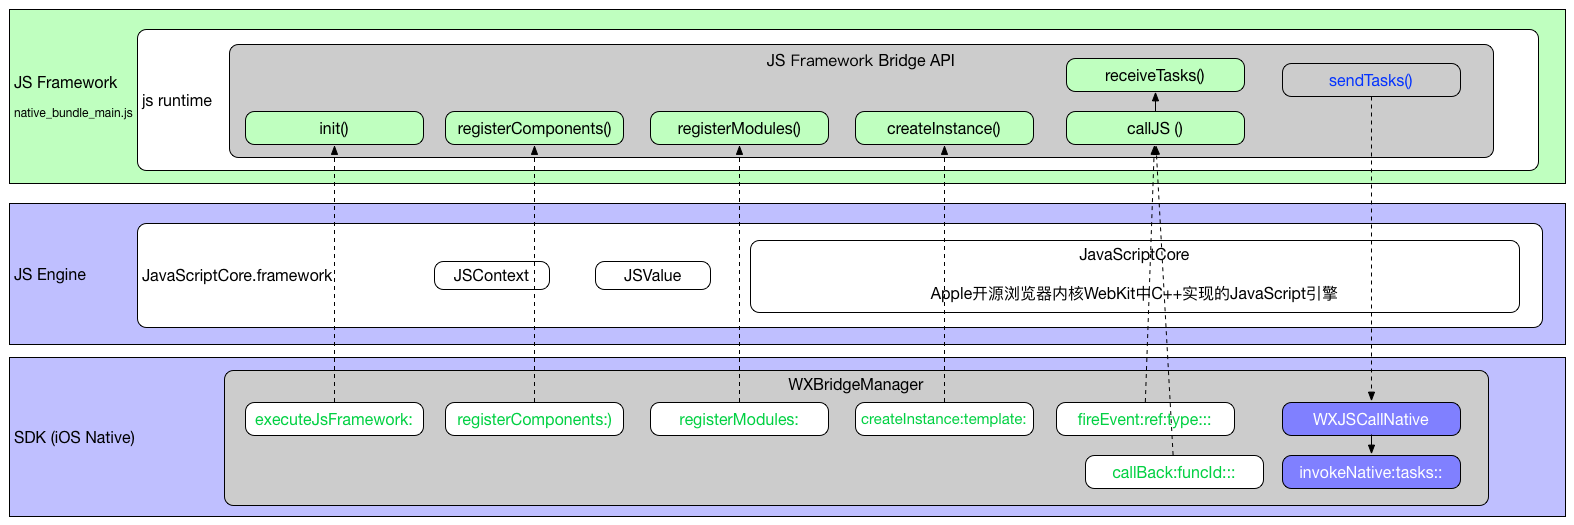 JS Framework Bridge API
receiveTasks()
sendTasks()
JS Framework
js runtime
native_bundle_main.js
init()
registerComponents()
registerModules()
createInstance()
callJS ()
JavaScriptCore
JS Engine
JavaScriptCore.framework
JSContext
JSValue
Apple开源浏览器内核WebKit中C++实现的JavaScript引擎
WXBridgeManager
executeJsFramework:
registerComponents:)
registerModules:
createInstance:template:
fireEvent:ref:type:::
WXJSCallNative
SDK (iOS Native)
callBack:funcId:::
invokeNative:tasks::